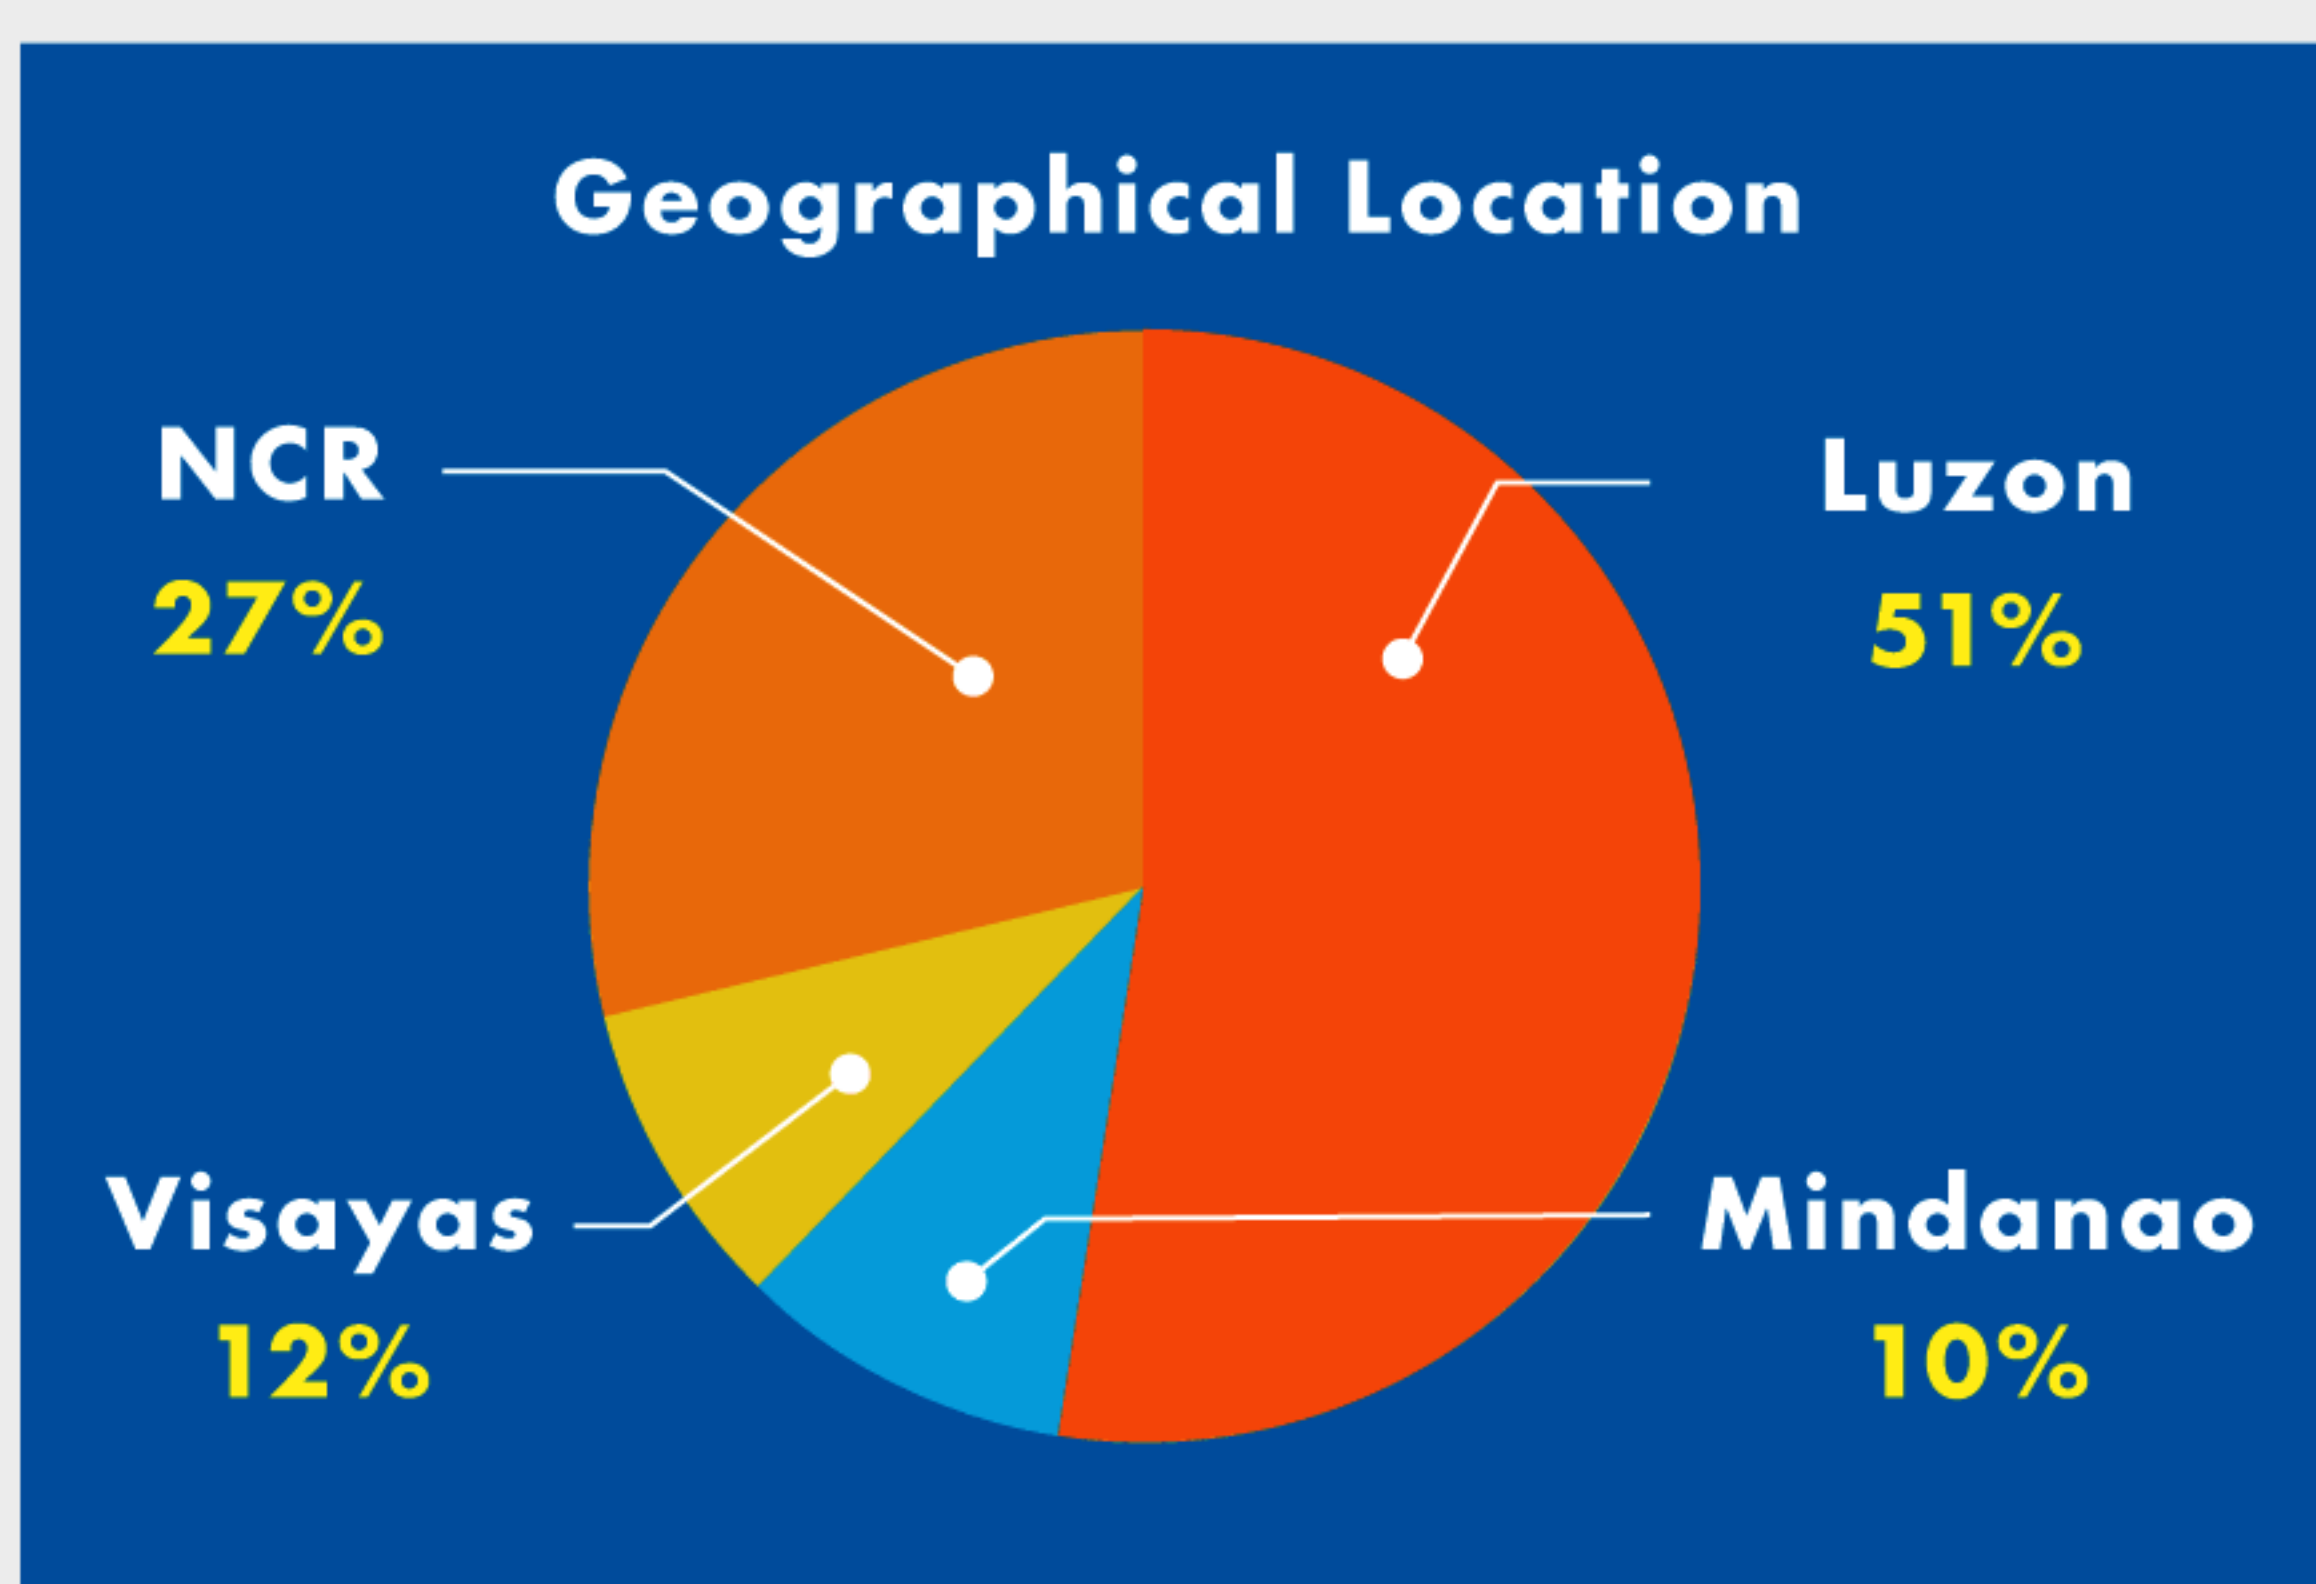 Geographical Location
NCR
27%
Luzon
51%
Visayas
12%
Mindanao
10%